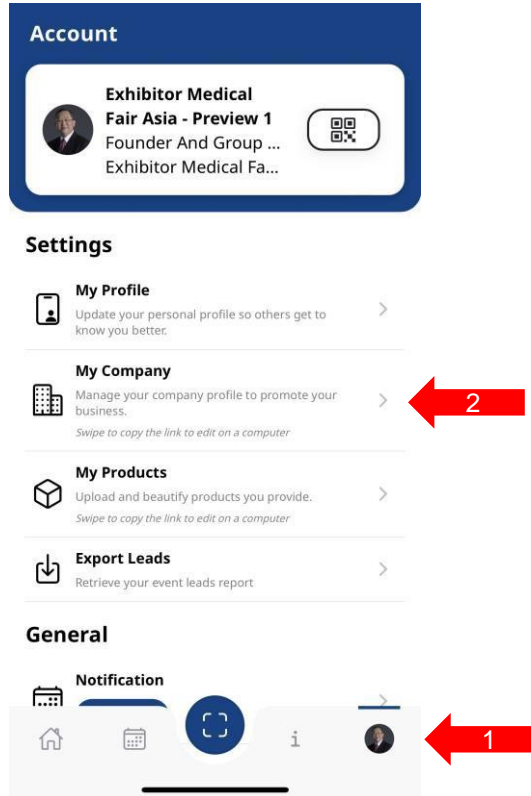 Account
Exhibitor Medical
Fair Asia - Preview 1
Founder And Group ...
Exhibitor Medical Fa...
Settings
My Profile
Update your personal profile so others get to
know you better.
My Company
Manage your company profile to promote your
business.
Swipe to copy the link to edit on a computer
2
My Products
Upload and beautify products you provide.
Swipe to copy the link to edit on a computer
Export Leads
Retrieve your event leads report
General
Notification
i
1